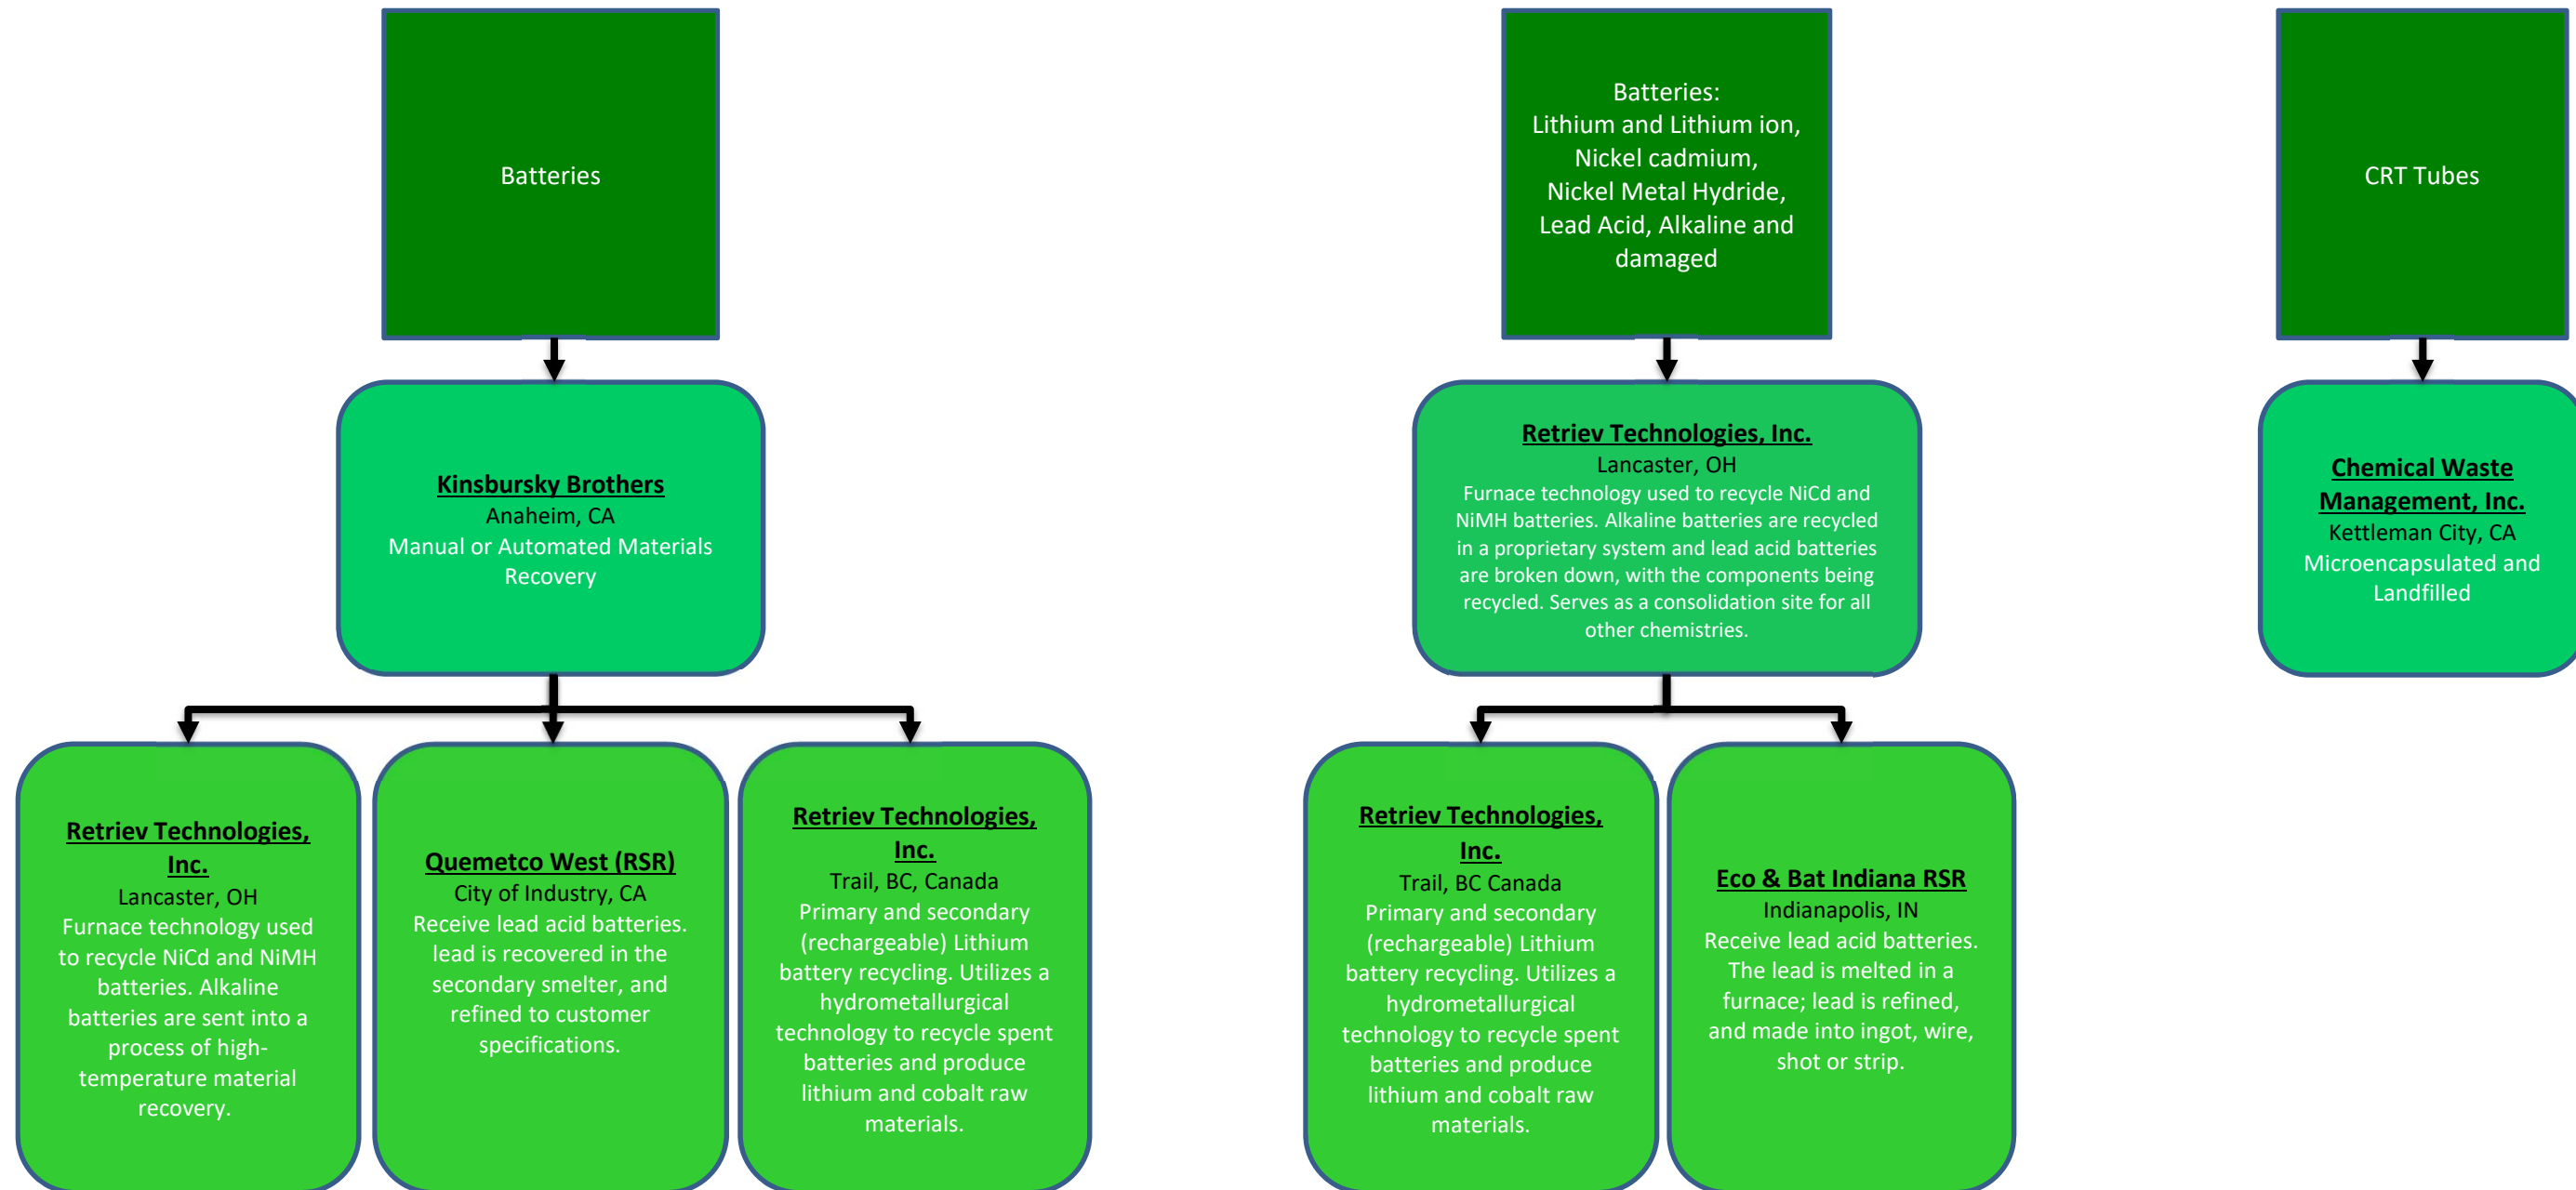 Batteries
Batteries:
Lithium and Lithium ion,
Nickel cadmium,
Nickel Metal Hydride,
Lead Acid, Alkaline and
damaged
CRT Tubes
Kinsbursky Brothers
Anaheim, CA
Manual or Automated Materials
Recovery
Retriev Technologies, Inc.
Lancaster, OH
Furnace technology used to recycle NiCd and
NiMH batteries. Alkaline batteries are recycled
in a proprietary system and lead acid batteries
are broken down, with the components being
recycled. Serves as a consolidation site for all
other chemistries.
Chemical Waste
Management, Inc.
Kettleman City, CA
Microencapsulated and
Landfilled
Retriev Technologies,
Inc.
Lancaster, OH
Furnace technology used
to recycle NiCd and NiMH
batteries. Alkaline
batteries are sent into a
process of high-
temperature material
recovery.
Quemetco West (RSR)
City of Industry, CA
Receive lead acid batteries.
lead is recovered in the
secondary smelter, and
refined to customer
specifications.
Retriev Technologies,
Inc.
Trail, BC, Canada
Primary and secondary
(rechargeable) Lithium
battery recycling. Utilizes a
hydrometallurgical
technology to recycle spent
batteries and produce
lithium and cobalt raw
materials.
Retriev Technologies,
Inc.
Trail, BC Canada
Primary and secondary
(rechargeable) Lithium
battery recycling. Utilizes a
hydrometallurgical
technology to recycle spent
batteries and produce
lithium and cobalt raw
materials.
Eco & Bat Indiana RSR
Indianapolis, IN
Receive lead acid batteries.
The lead is melted in a
furnace; lead is refined,
and made into ingot, wire,
shot or strip.